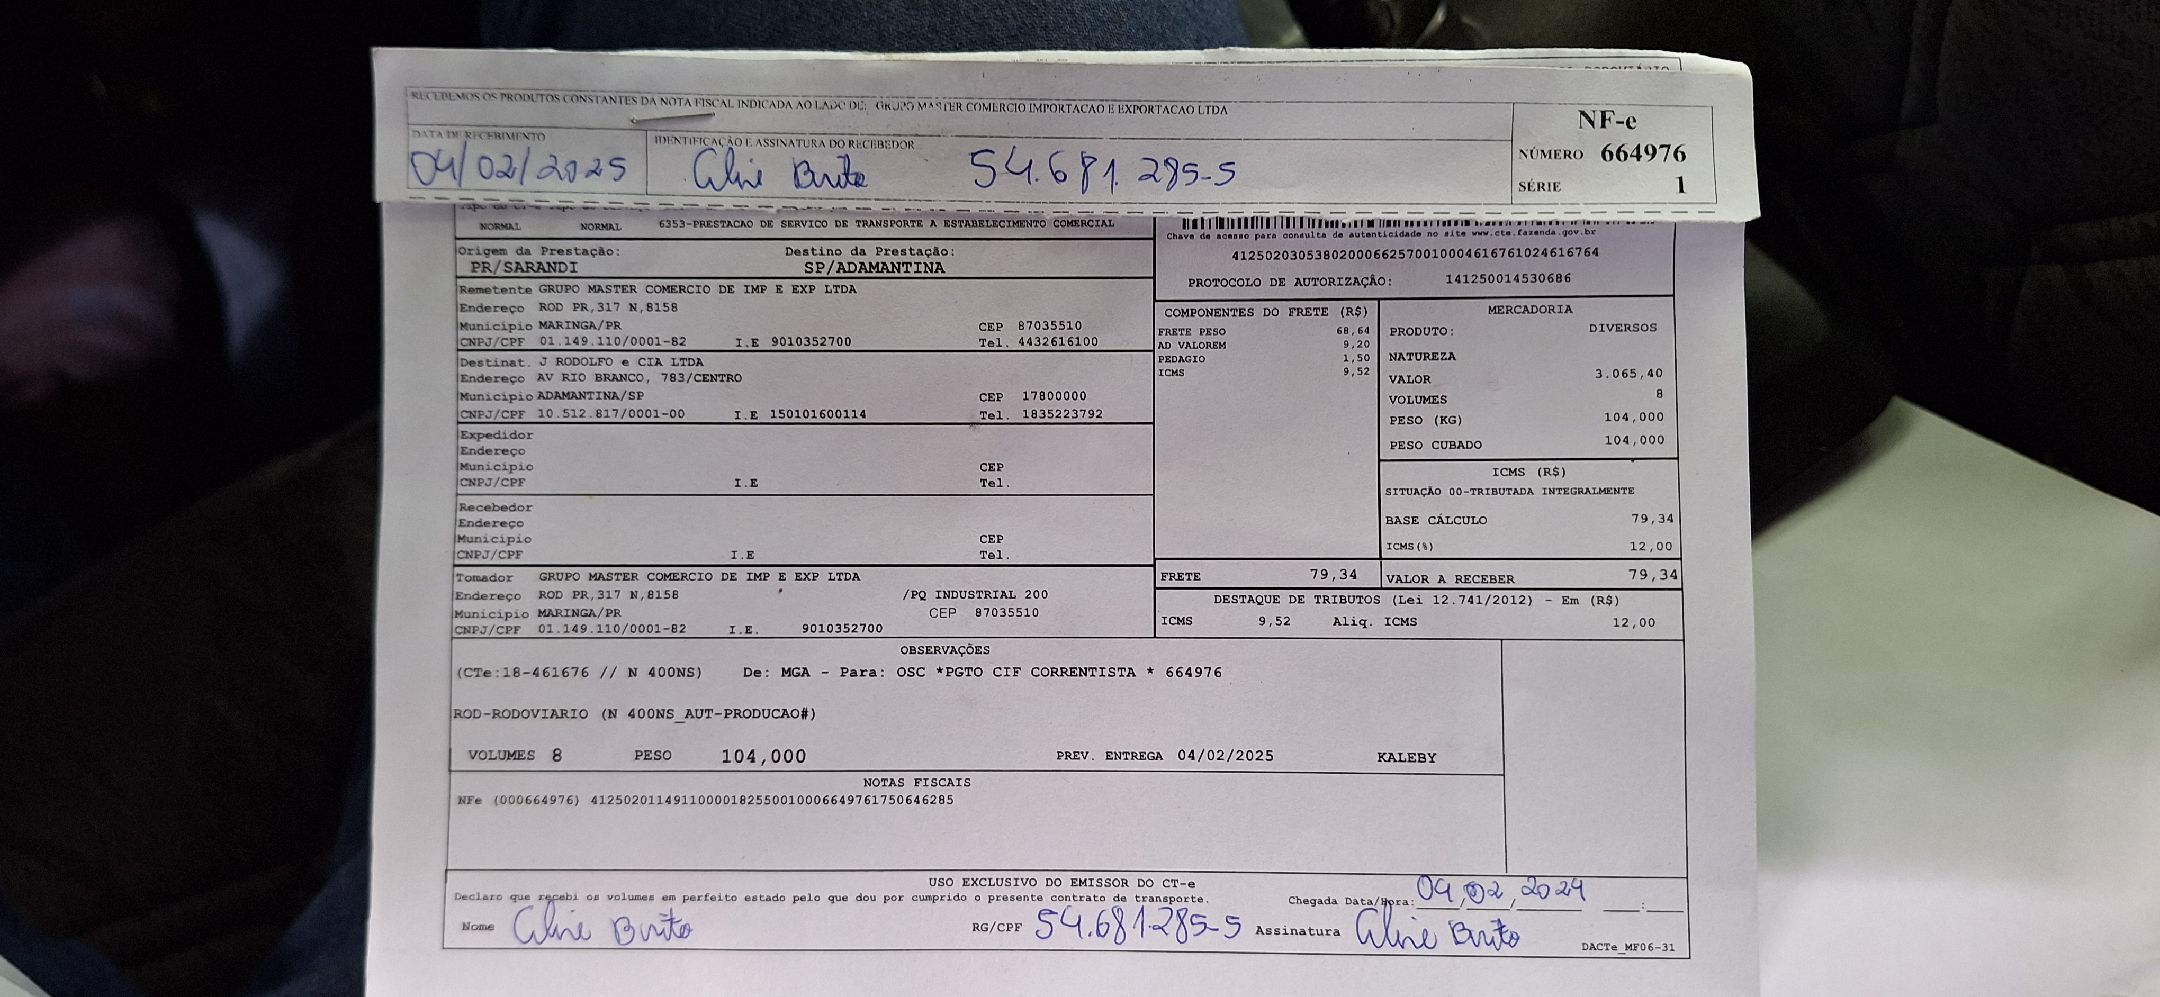 RECEBEMOS OS PRODUTOS CONSTANTES DA NOTA FISCAL INDICADA AO LADO DE: GRUPO MASTER COMERCIO IMPORTACAO E EXPORTACAO LTDA
NF-e
NÚMERO 664976
SÉRIE 1
DATA DE RECEBIMENTO
04/02/2025
IDENTIFICAÇÃO E ASSINATURA DO RECEBEDOR
Aline Brito 54.681.285-5
NORMAL NORMAL 6353-PRESTACAO DE SERVICO DE TRANSPORTE A ESTABELECIMENTO COMERCIAL
Chave de acesso para consulta de autenticidade no site www.cte.fazenda.gov.br
41250203053802000662570010004616761024616764
PROTOCOLO DE AUTORIZAÇÃO: 141250014530686
Origem da Prestação: Destino da Prestação:
PR/SARANDI SP/ADAMANTINA
Remetente GRUPO MASTER COMERCIO DE IMP E EXP LTDA
Endereço ROD PR,317 N,8158
Municipio MARINGA/PR CEP 87035510
CNPJ/CPF 01.149.110/0001-82 I.E 9010352700 Tel. 4432616100
Destinat. J RODOLFO e CIA LTDA
Endereço AV RIO BRANCO, 783/CENTRO
Municipio ADAMANTINA/SP CEP 17800000
CNPJ/CPF 10.512.817/0001-00 I.E 150101600114 Tel. 1835223792
Expedidor
Endereço
Municipio CEP
CNPJ/CPF I.E Tel.
Recebedor
Endereço
Municipio CEP
CNPJ/CPF I.E Tel.
Tomador GRUPO MASTER COMERCIO DE IMP E EXP LTDA
Endereço ROD PR,317 N,8158 /PQ INDUSTRIAL 200
Municipio MARINGA/PR CEP 87035510
CNPJ/CPF 01.149.110/0001-82 I.E. 9010352700
COMPONENTES DO FRETE (R$)
FRETE PESO 68,64
AD VALOREM 9,20
PEDAGIO 1,50
ICMS 9,52
MERCADORIA
PRODUTO: DIVERSOS
NATUREZA
VALOR 3.065,40
VOLUMES 8
PESO (KG) 104,000
PESO CUBADO 104,000
ICMS (R$)
SITUAÇÃO 00-TRIBUTADA INTEGRALMENTE
BASE CÁLCULO 79,34
ICMS(%) 12,00
FRETE 79,34 VALOR A RECEBER 79,34
DESTAQUE DE TRIBUTOS (Lei 12.741/2012) - Em (R$)
ICMS 9,52 Aliq. ICMS 12,00
OBSERVAÇÕES
(CTe:18-461676 // N 400NS) De: MGA - Para: OSC *PGTO CIF CORRENTISTA * 664976
ROD-RODOVIARIO (N 400NS_AUT-PRODUCAO#)
VOLUMES 8 PESO 104,000 PREV. ENTREGA 04/02/2025 KALEBY
NOTAS FISCAIS
NFe (000664976) 41250201149110000182550010006649761750646285
USO EXCLUSIVO DO EMISSOR DO CT-e
Declaro que recebi os volumes em perfeito estado pelo que dou por cumprido o presente contrato de transporte.
Chegada Data/Hora: 04,02,2024 __:__
Nome Aline Brito RG/CPF 54.681.285-5 Assinatura Aline Brito
DACTe_MF06-31